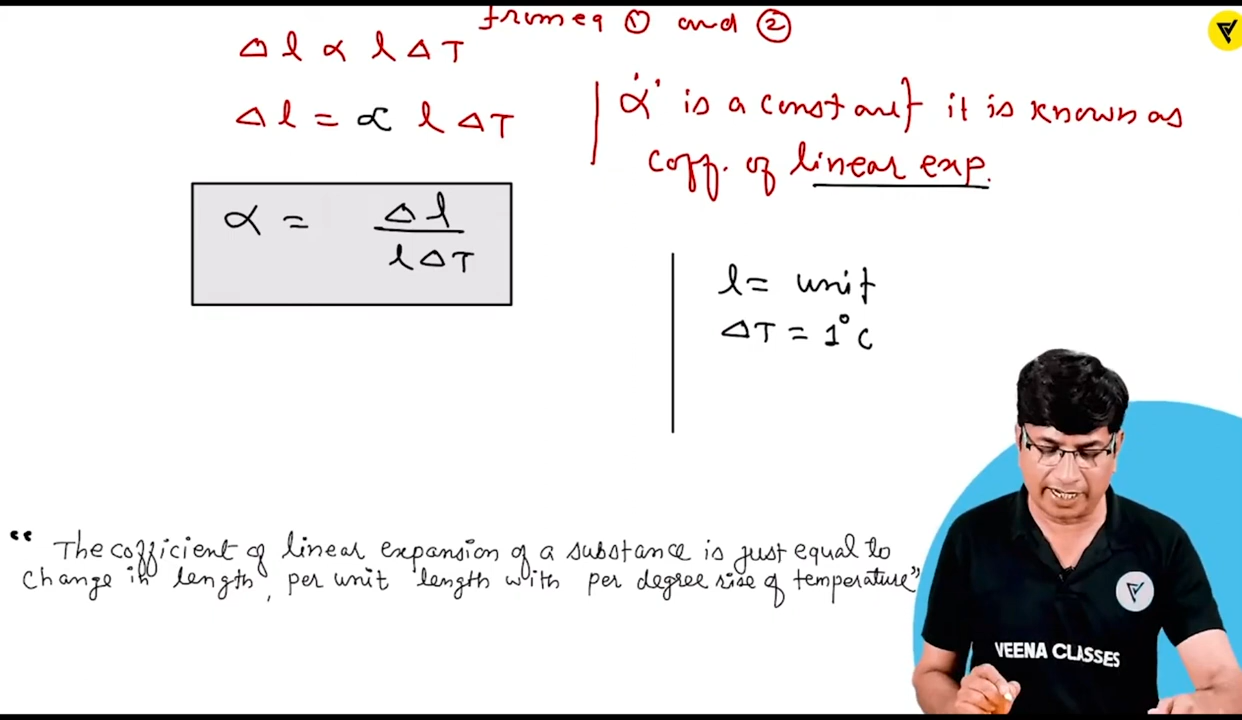 from eq ① and ②
Δl ∝ l ΔT
Δl = ∝ l ΔT
'α' is a constant it is known as
coff. of linear exp.
α = Δl / l ΔT
l = unit
ΔT = 1°C
“ The cofficient of linear expansion of a substance is just equal to
change in length, per unit length with per degree rise of temperature”
VEENA CLASSES